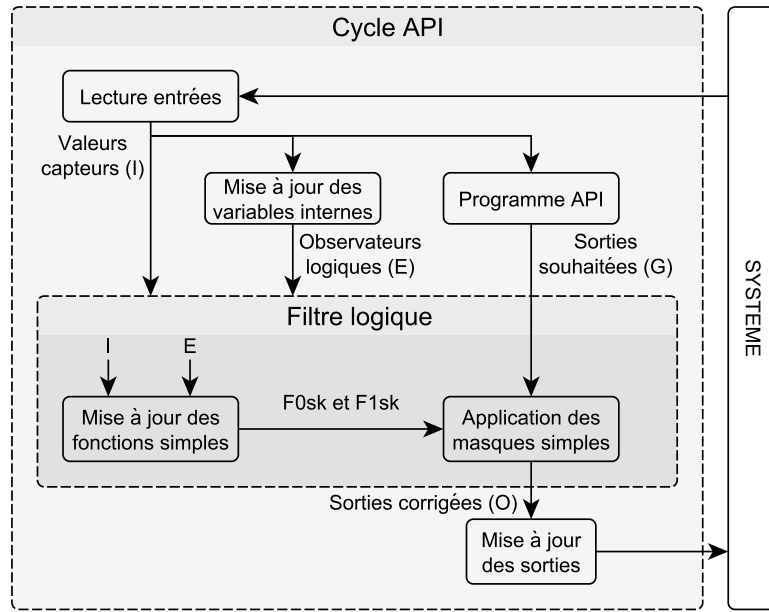 Cycle API
Lecture entrées
Valeurs
capteurs (I)
Mise à jour des
variables internes
Programme API
Observateurs
logiques (E)
Sorties
souhaitées (G)
SYSTEME
Filtre logique
I
E
Mise à jour des
fonctions simples
F0sk et F1sk
Application des
masques simples
Sorties corrigées (O)
Mise à jour
des sorties